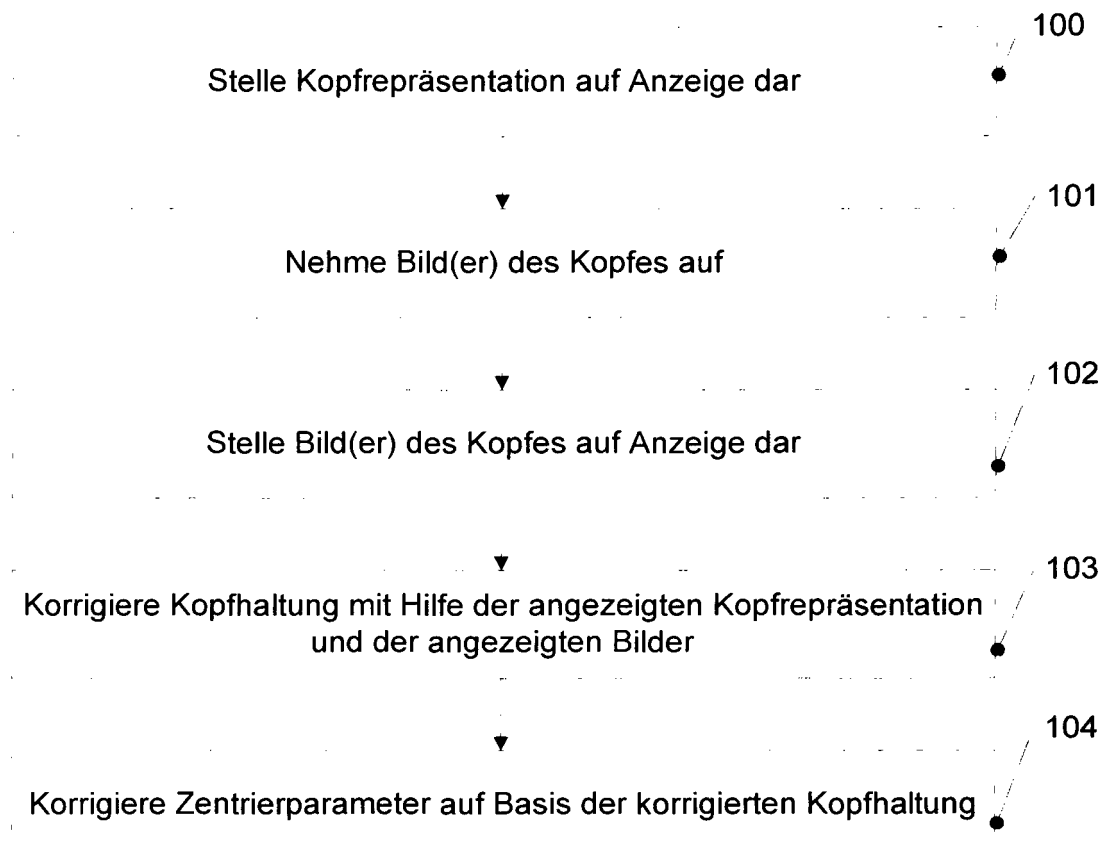 100
Stelle Kopfrepräsentation auf Anzeige dar
101
Nehme Bild(er) des Kopfes auf
102
Stelle Bild(er) des Kopfes auf Anzeige dar
103
Korrigiere Kopfhaltung mit Hilfe der angezeigten Kopfrepräsentation
und der angezeigten Bilder
104
Korrigiere Zentrierparameter auf Basis der korrigierten Kopfhaltung